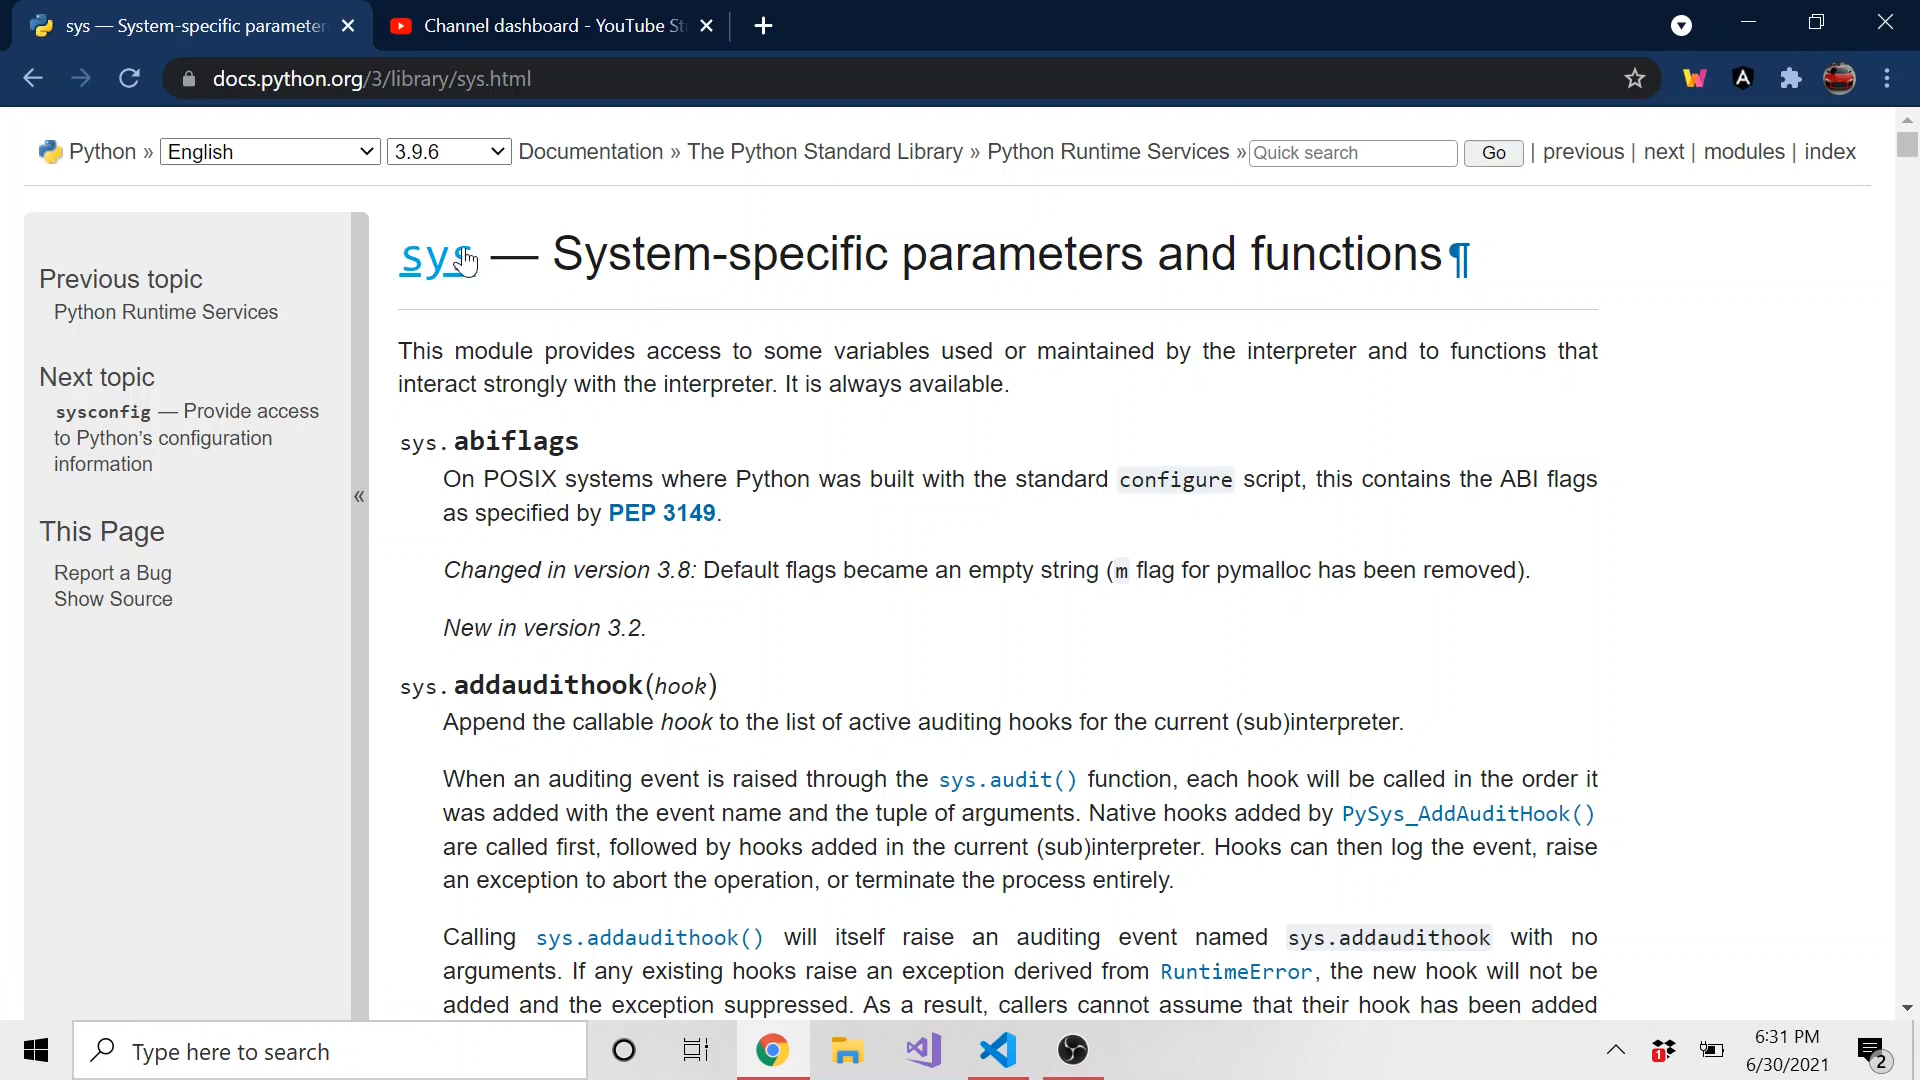 sys — System-specific parameter
Channel dashboard - YouTube St
docs.python.org/3/library/sys.html
Python » English 3.9.6 Documentation » The Python Standard Library » Python Runtime Services » Quick search Go | previous | next | modules | index
Previous topic
Python Runtime Services
Next topic
sysconfig — Provide access
to Python's configuration
information
This Page
Report a Bug
Show Source
«
sys — System-specific parameters and functions¶
This module provides access to some variables used or maintained by the interpreter and to functions that
interact strongly with the interpreter. It is always available.
sys.abiflags
On POSIX systems where Python was built with the standard configure script, this contains the ABI flags
as specified by PEP 3149.
Changed in version 3.8: Default flags became an empty string (m flag for pymalloc has been removed).
New in version 3.2.
sys.addaudithook(hook)
Append the callable hook to the list of active auditing hooks for the current (sub)interpreter.
When an auditing event is raised through the sys.audit() function, each hook will be called in the order it
was added with the event name and the tuple of arguments. Native hooks added by PySys_AddAuditHook()
are called first, followed by hooks added in the current (sub)interpreter. Hooks can then log the event, raise
an exception to abort the operation, or terminate the process entirely.
Calling sys.addaudithook() will itself raise an auditing event named sys.addaudithook with no
arguments. If any existing hooks raise an exception derived from RuntimeError, the new hook will not be
added and the exception suppressed. As a result, callers cannot assume that their hook has been added
Type here to search
1
6:31 PM
6/30/2021
2